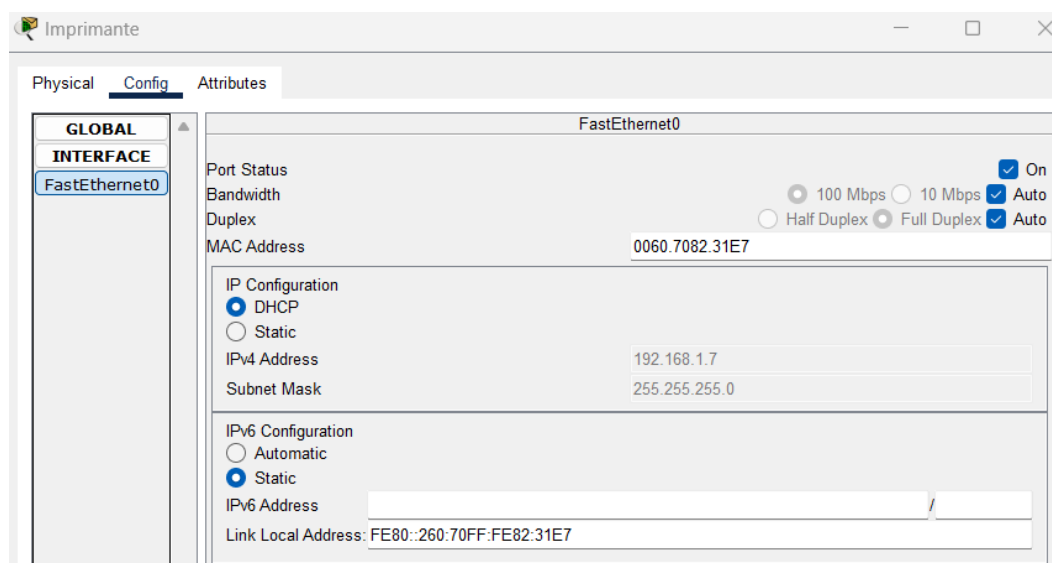 Imprimante
Physical Config Attributes
GLOBAL
INTERFACE
FastEthernet0
FastEthernet0
Port Status On
Bandwidth 100 Mbps 10 Mbps Auto
Duplex Half Duplex Full Duplex Auto
MAC Address 0060.7082.31E7
IP Configuration
DHCP
Static
IPv4 Address 192.168.1.7
Subnet Mask 255.255.255.0
IPv6 Configuration
Automatic
Static
IPv6 Address /
Link Local Address: FE80::260:70FF:FE82:31E7